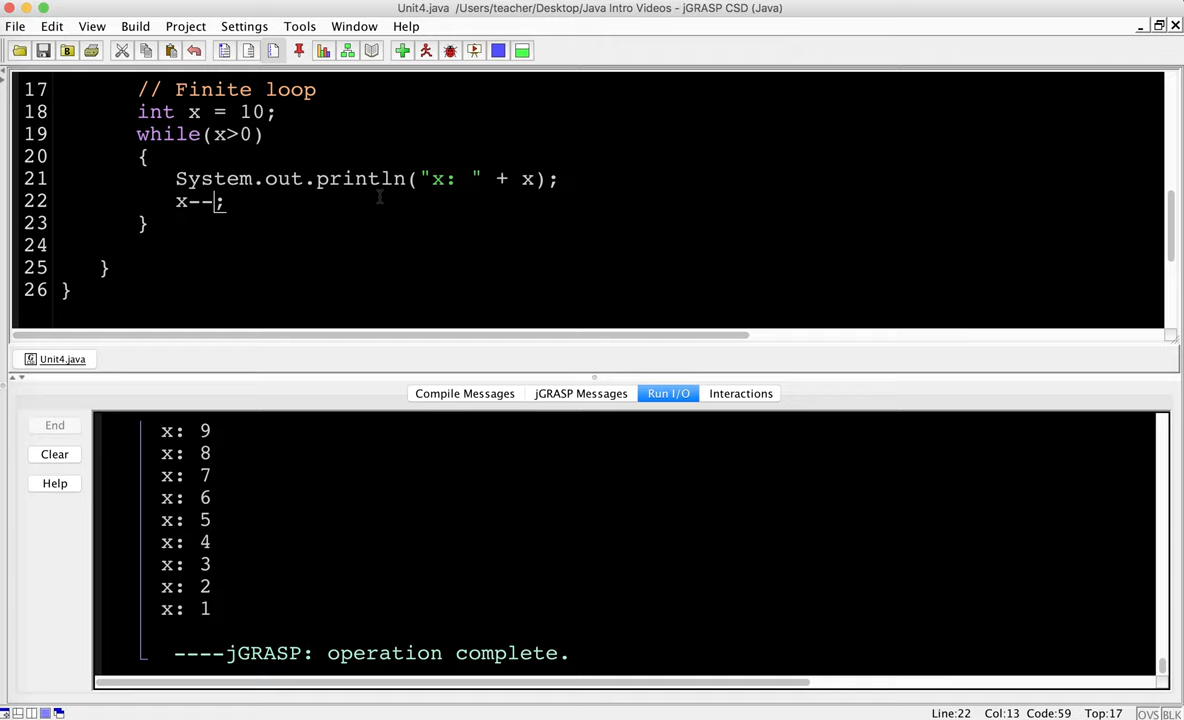 Unit4.java /Users/teacher/Desktop/Java Intro Videos - jGRASP CSD (Java)
File Edit View Build Project Settings Tools Window Help
17 // Finite loop
18 int x = 10;
19 while(x>0)
20 {
21 System.out.println("x: " + x);
22 x--;
23 }
24
25 }
26 }
Unit4.java
Compile Messages jGRASP Messages Run I/O Interactions
End
Clear
Help
x: 9
x: 8
x: 7
x: 6
x: 5
x: 4
x: 3
x: 2
x: 1
----jGRASP: operation complete.
Line:22 Col:13 Code:59 Top:17 OVS BLK